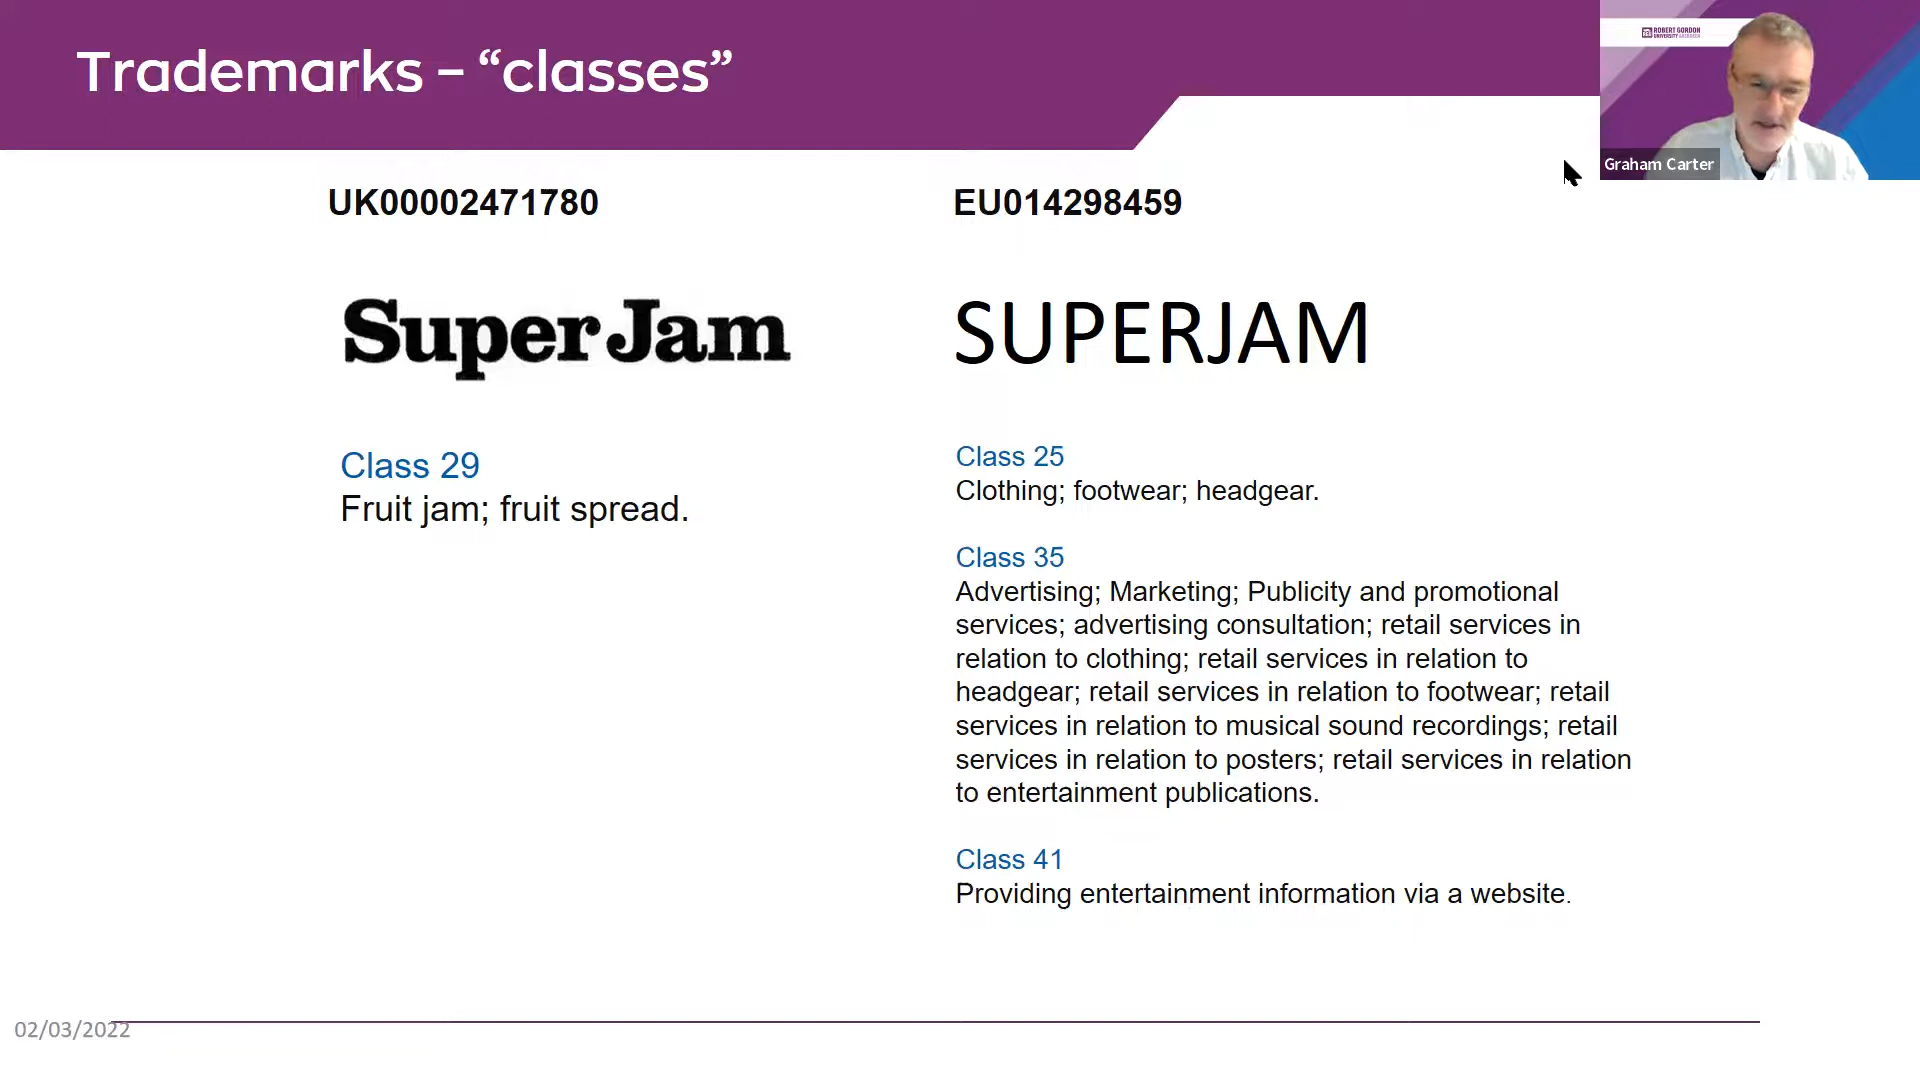 Trademarks – “classes”
ROBERT GORDON
UNIVERSITY ABERDEEN
Graham Carter
UK00002471780
SuperJam
Class 29
Fruit jam; fruit spread.
EU014298459
SUPERJAM
Class 25
Clothing; footwear; headgear.
Class 35
Advertising; Marketing; Publicity and promotional
services; advertising consultation; retail services in
relation to clothing; retail services in relation to
headgear; retail services in relation to footwear; retail
services in relation to musical sound recordings; retail
services in relation to posters; retail services in relation
to entertainment publications.
Class 41
Providing entertainment information via a website.
02/03/2022